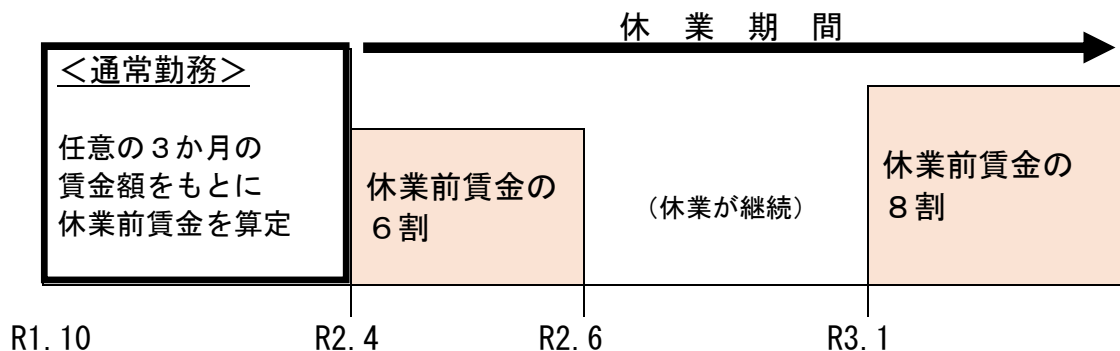 休 業 期 間
＜通常勤務＞
任意の３か月の
賃金額をもとに
休業前賃金を算定
休業前賃金の
６割
（休業が継続）
休業前賃金の
８割
R1.10
R2.4
R2.6
R3.1